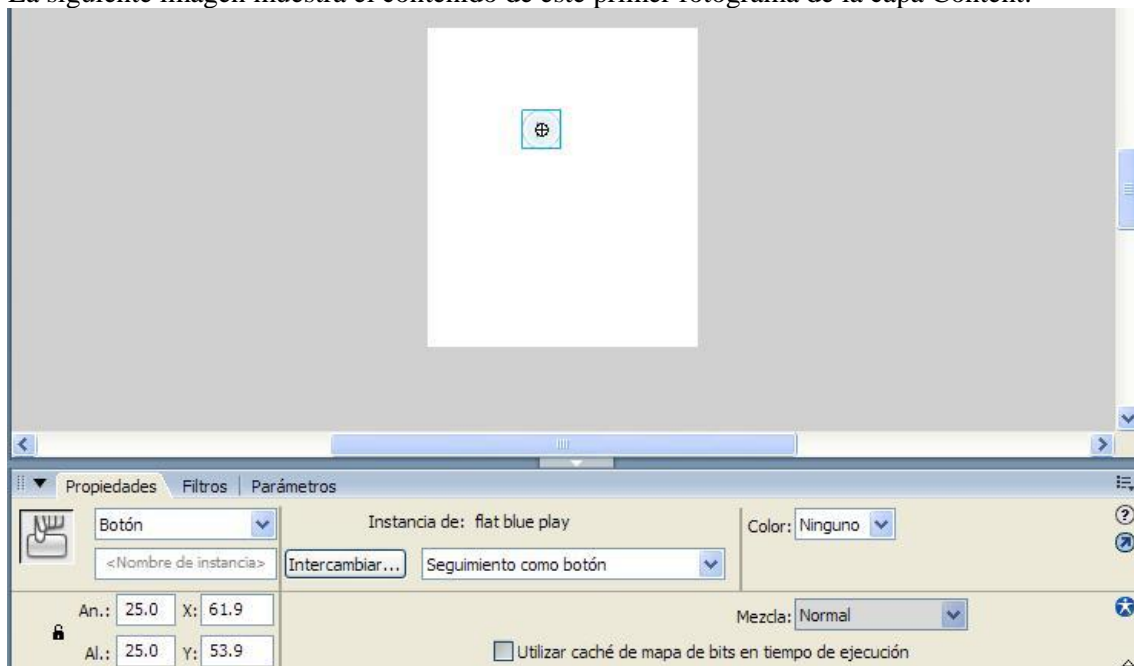 La siguiente imagen muestra el contenido de este primer fotograma de la capa Content:
Propiedades Filtros | Parámetros
Botón
Instancia de: flat blue play
Color: Ninguno
<Nombre de instancia>
Intercambiar...
Seguimiento como botón
An.: 25.0 X: 61.9
Mezcla: Normal
Al.: 25.0 Y: 53.9
Utilizar caché de mapa de bits en tiempo de ejecución